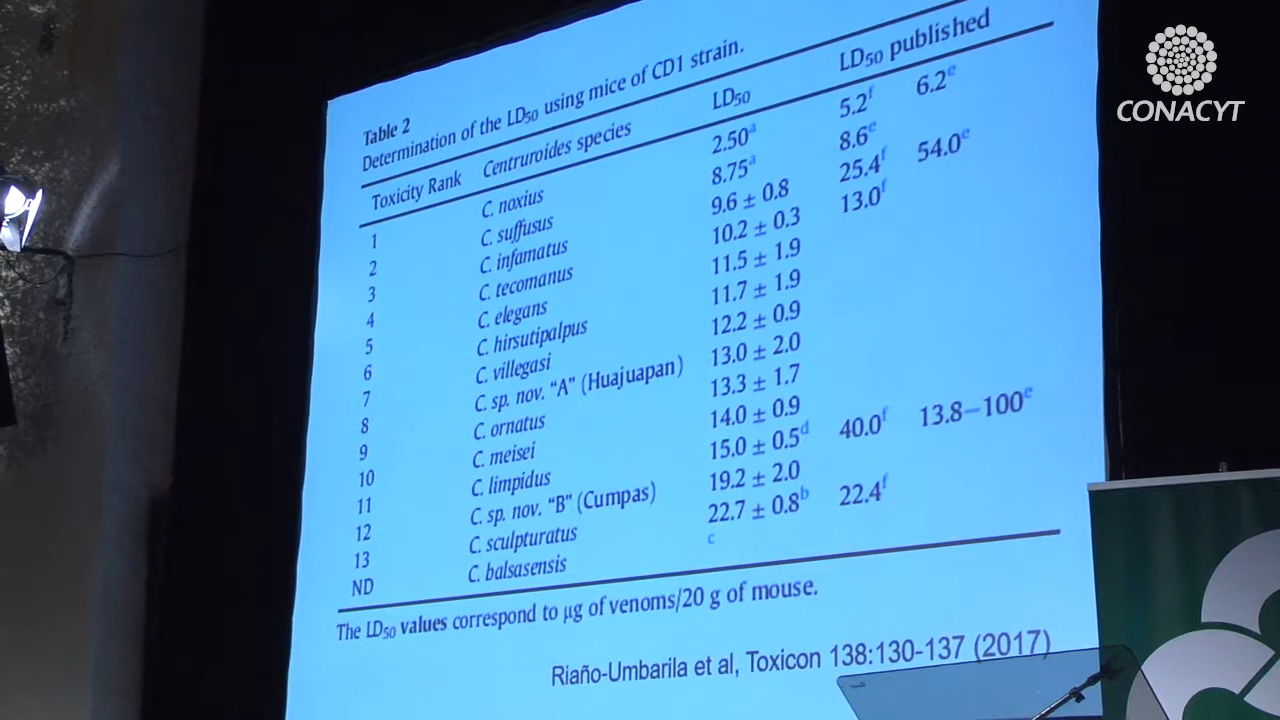 CONACYT
Table 2
Determination of the LD50 using mice of CD1 strain.
Toxicity Rank Centruroides species LD50 LD50 published
1 C. noxius 2.50a 5.2f 6.2e
2 C. suffusus 8.75a 8.6e
3 C. infamatus 9.6 ± 0.8 25.4f 54.0e
4 C. tecomanus 10.2 ± 0.3 13.0f
5 C. elegans 11.5 ± 1.9
6 C. hirsutipalpus 11.7 ± 1.9
7 C. villegasi 12.2 ± 0.9
8 C. sp. nov. “A” (Huajuapan) 13.0 ± 2.0
9 C. ornatus 13.3 ± 1.7
10 C. meisei 14.0 ± 0.9
11 C. limpidus 15.0 ± 0.5d 40.0f 13.8–100e
12 C. sp. nov. “B” (Cumpas) 19.2 ± 2.0
13 C. sculpturatus 22.7 ± 0.8b 22.4f
ND C. balsasensis c
The LD50 values correspond to μg of venoms/20 g of mouse.
Riaño-Umbarila et al, Toxicon 138:130-137 (2017)